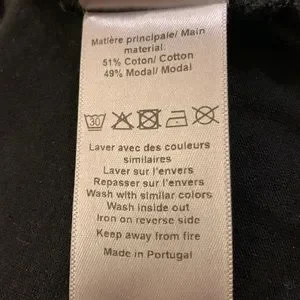 Matière principale/ Main
material:
51% Coton/ Cotton
49% Modal/ Modal
30
Laver avec des couleurs
similaires
Laver sur l'envers
Repasser sur l'envers
Wash with similar colors
Wash inside out
Iron on reverse side
Keep away from fire
Made in Portugal